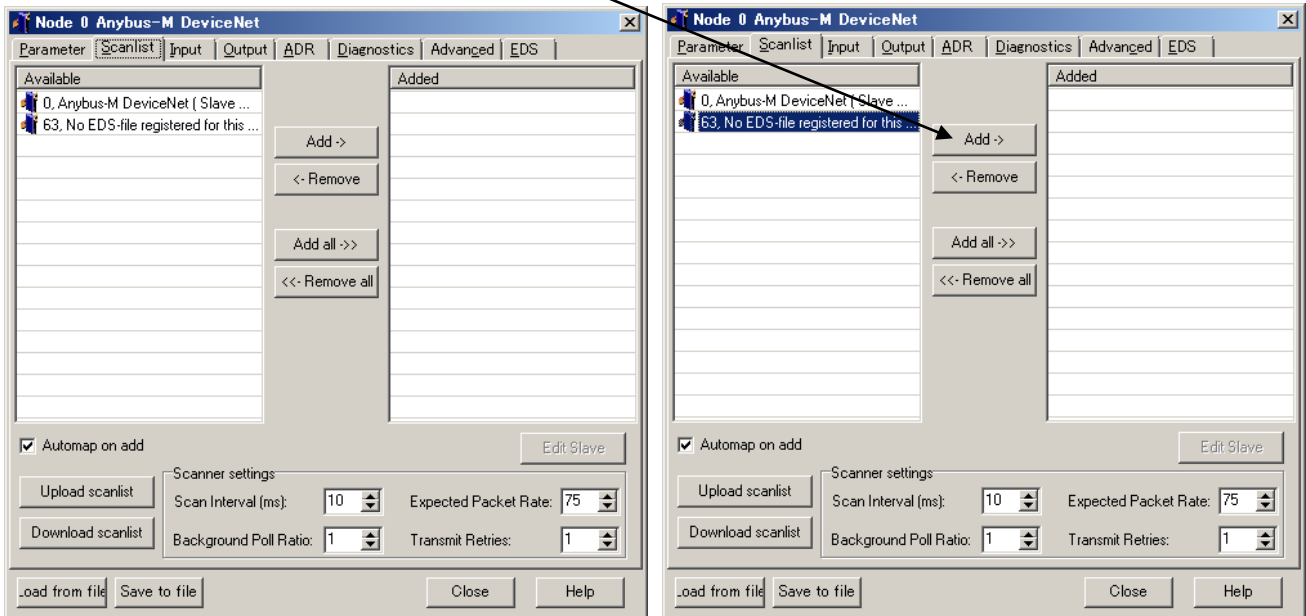 Node 0 Anybus-M DeviceNet
Parameter Scanlist Input Output ADR Diagnostics Advanced EDS
Available Added
0, Anybus-M DeviceNet ( Slave ...
63, No EDS-file registered for this ...
Add ->
<- Remove
Add all ->>
<<- Remove all
Automap on add
Edit Slave
Upload scanlist
Download scanlist
Scanner settings
Scan Interval (ms): 10 Expected Packet Rate: 75
Background Poll Ratio: 1 Transmit Retries: 1
.oad from file Save to file Close Help
Node 0 Anybus-M DeviceNet
Parameter Scanlist Input Output ADR Diagnostics Advanced EDS
Available Added
0, Anybus-M DeviceNet ( Slave ...
63, No EDS-file registered for this ...
Add ->
<- Remove
Add all ->>
<<- Remove all
Automap on add
Edit Slave
Upload scanlist
Download scanlist
Scanner settings
Scan Interval (ms): 10 Expected Packet Rate: 75
Background Poll Ratio: 1 Transmit Retries: 1
.oad from file Save to file Close Help